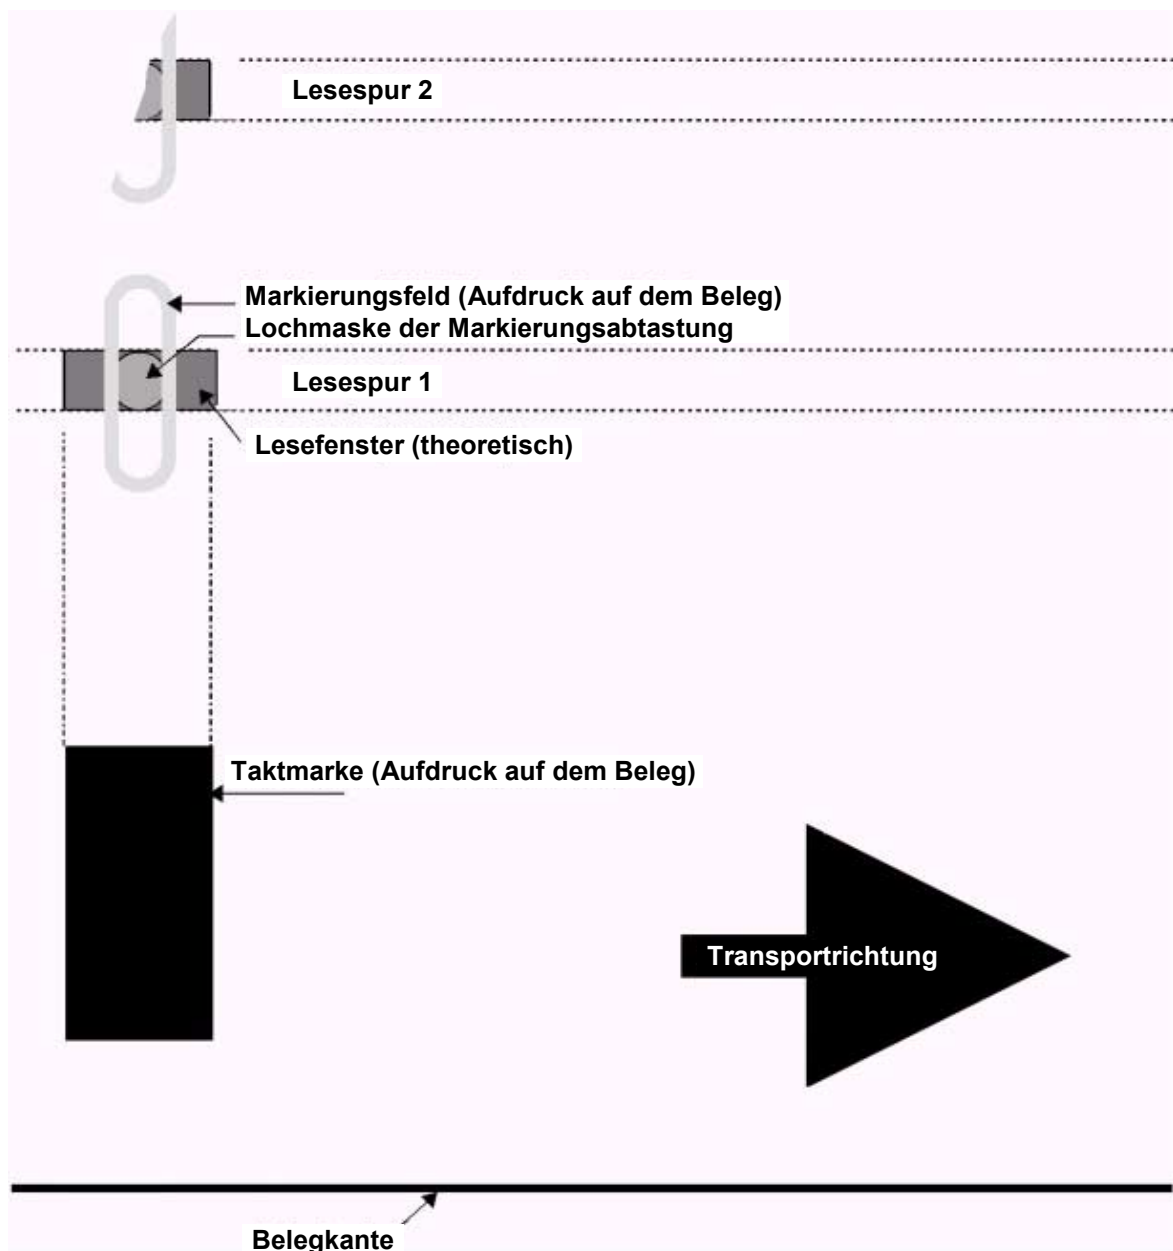 Lesespur 2
Markierungsfeld (Aufdruck auf dem Beleg)
Lochmaske der Markierungsabtastung
Lesespur 1
Lesefenster (theoretisch)
Taktmarke (Aufdruck auf dem Beleg)
Transportrichtung
Belegkante